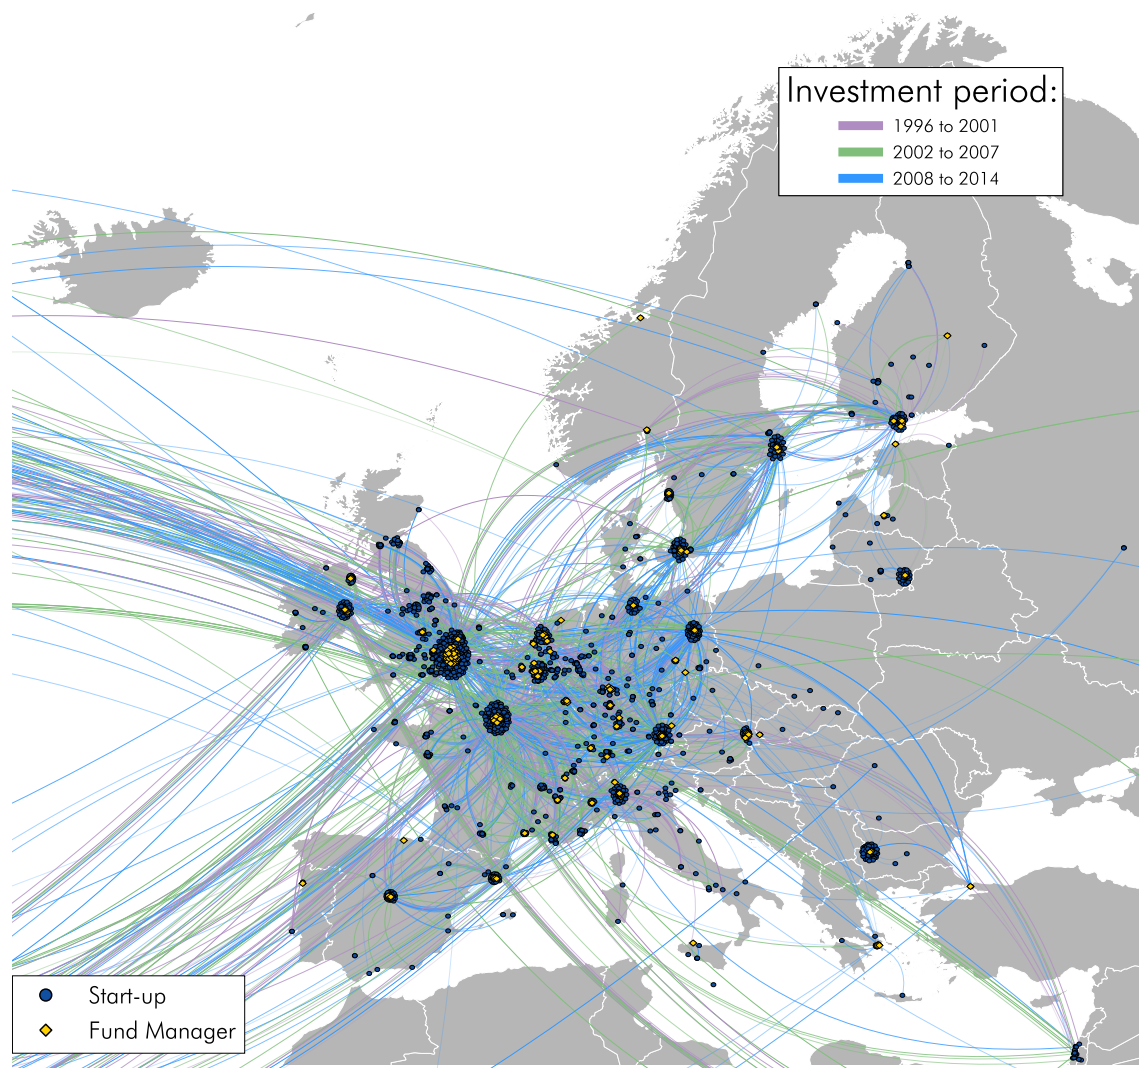 Investment period:
1996 to 2001
2002 to 2007
2008 to 2014
Start-up
Fund Manager